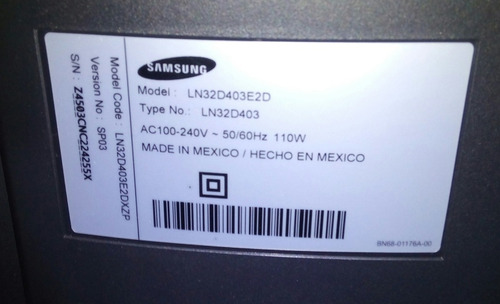 SAMSUNG
Model : LN32D403E2D
Type No.: LN32D403
AC100-240V ~ 50/60Hz 110W
MADE IN MEXICO / HECHO EN MEXICO
BN68-01178A-00
Model Code : LN32D403E2DXZP
Version No : SP03
S/N : Z4503CNC224255X